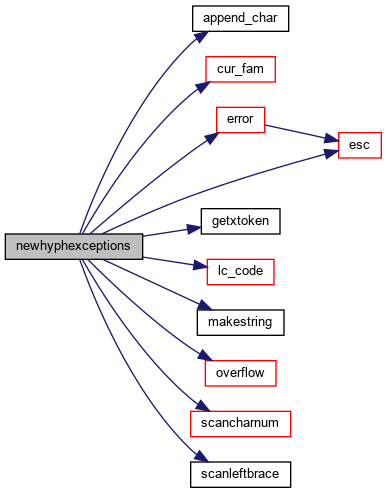 append_char
cur_fam
error
esc
newhyphexceptions
getxtoken
lc_code
makestring
overflow
scancharnum
scanleftbrace